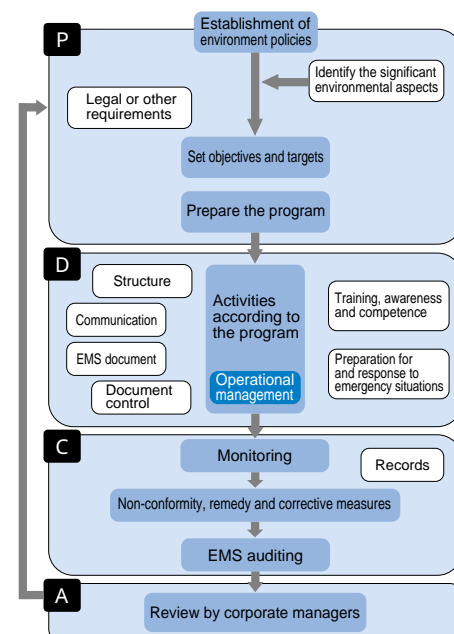 Establishment of
environment policies
P
Identify the significant
environmental aspects
Legal or other
requirements
Set objectives and targets
Prepare the program
D
Structure
Communication
EMS document
Document
control
Activities
according to
the program
Operational
management
Training, awareness
and competence
Preparation for
and response to
emergency situations
C
Monitoring
Records
Non-conformity, remedy and corrective measures
EMS auditing
A
Review by corporate managers